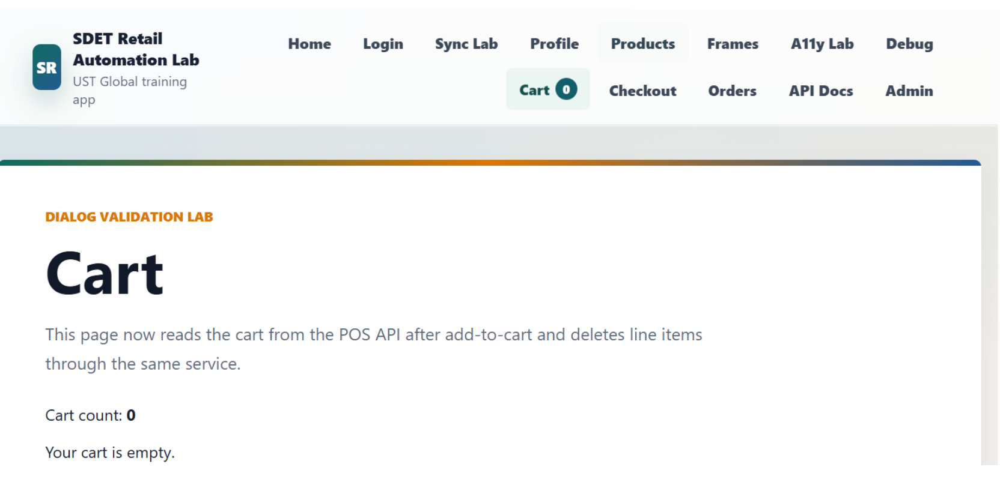 SR
SDET Retail
Automation Lab
UST Global training
app
Home Login Sync Lab Profile Products Frames A11y Lab Debug
Cart 0 Checkout Orders API Docs Admin
DIALOG VALIDATION LAB
Cart
This page now reads the cart from the POS API after add-to-cart and deletes line items
through the same service.
Cart count: 0
Your cart is empty.